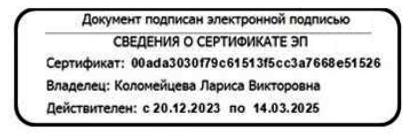 Документ подписан электронной подписью
СВЕДЕНИЯ О СЕРТИФИКАТЕ ЭП
Сертификат: 00ada3030f79c61513f5cc3a7668e51526
Владелец: Коломейцева Лариса Викторовна
Действителен: с 20.12.2023 по 14.03.2025